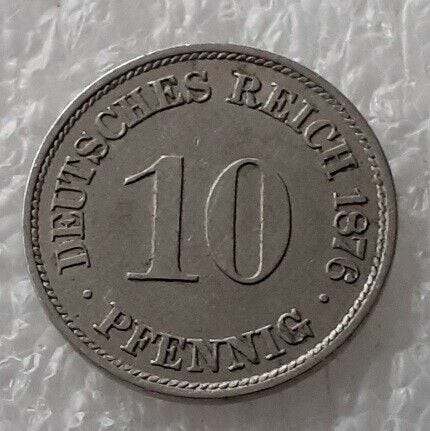 DEUTSCHES REICH 1876
10
· PFENNIG ·